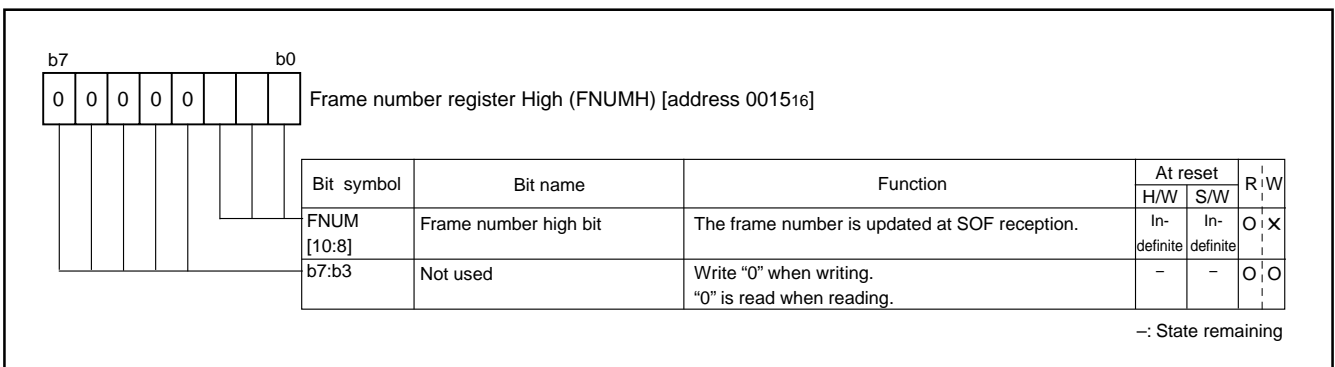 b7 b0
0 0 0 0 0 Frame number register High (FNUMH) [address 001516]
Bit symbol Bit name Function At reset R W
H/W S/W
FNUM Frame number high bit The frame number is updated at SOF reception. In- In- O ×
[10:8] definite definite
b7:b3 Not used Write “0” when writing. – – O O
“0” is read when reading.
–: State remaining